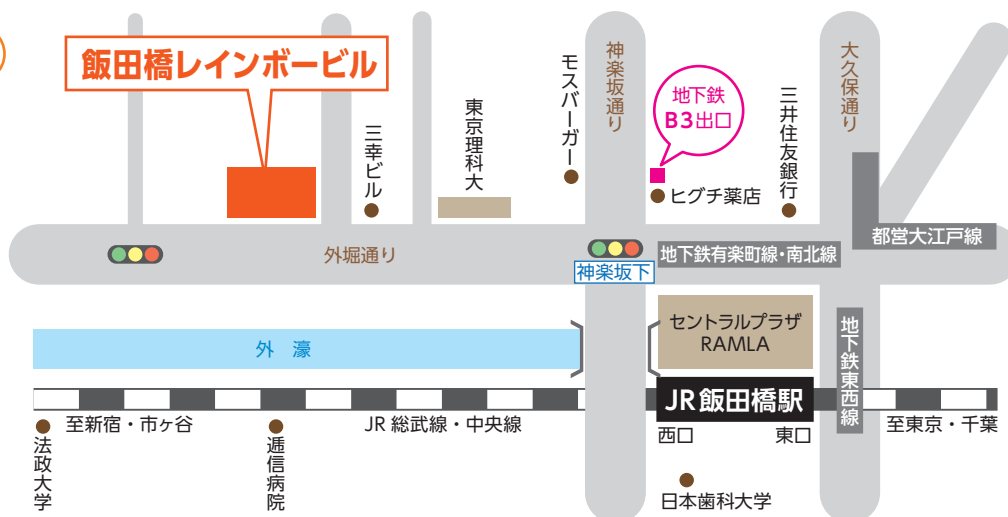 飯田橋レインボービル
三幸ビル
東京理科大
モスバーガー
神楽坂通り
地下鉄
B3出口
ヒグチ薬店
三井住友銀行
大久保通り
都営大江戸線
外堀通り
神楽坂下
地下鉄有楽町線・南北線
外 濠
セントラルプラザ
RAMLA
地下鉄東西線
JR飯田橋駅
西口
東口
至新宿・市ヶ谷
JR 総武線・中央線
至東京・千葉
法政大学
逓信病院
日本歯科大学